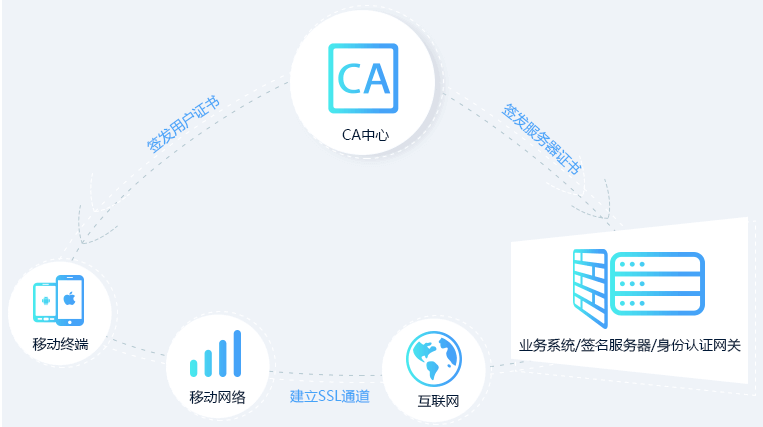 CA
CA中心
签发用户证书
签发服务器证书
移动终端
业务系统/签名服务器/身份认证网关
移动网络
建立SSL通道
互联网